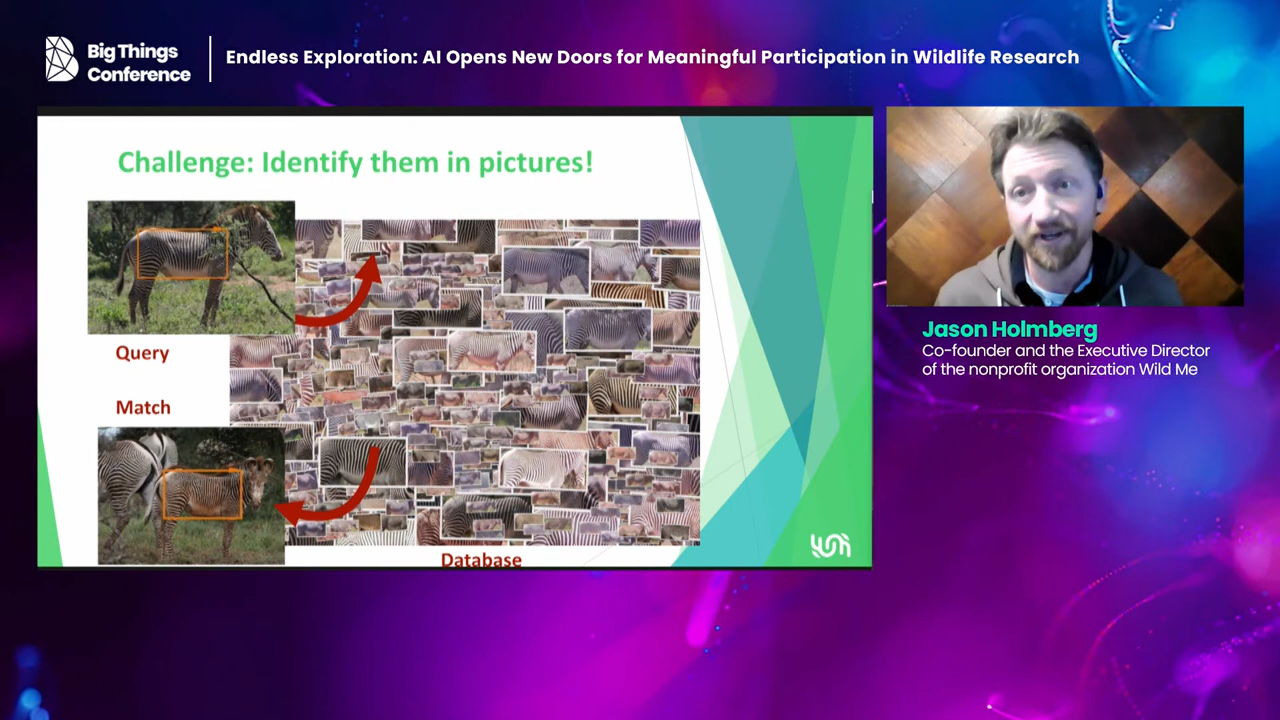 Big Things
Conference
Endless Exploration: AI Opens New Doors for Meaningful Participation in Wildlife Research
Challenge: Identify them in pictures!
Query
Match
Database
Jason Holmberg
Co-founder and the Executive Director
of the nonprofit organization Wild Me